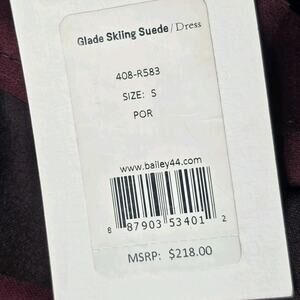 Glade Skiing Suede / Dress
408-R583
SIZE: S
POR
www.bailey44.com
8 87903 53401 2
MSRP: $218.00